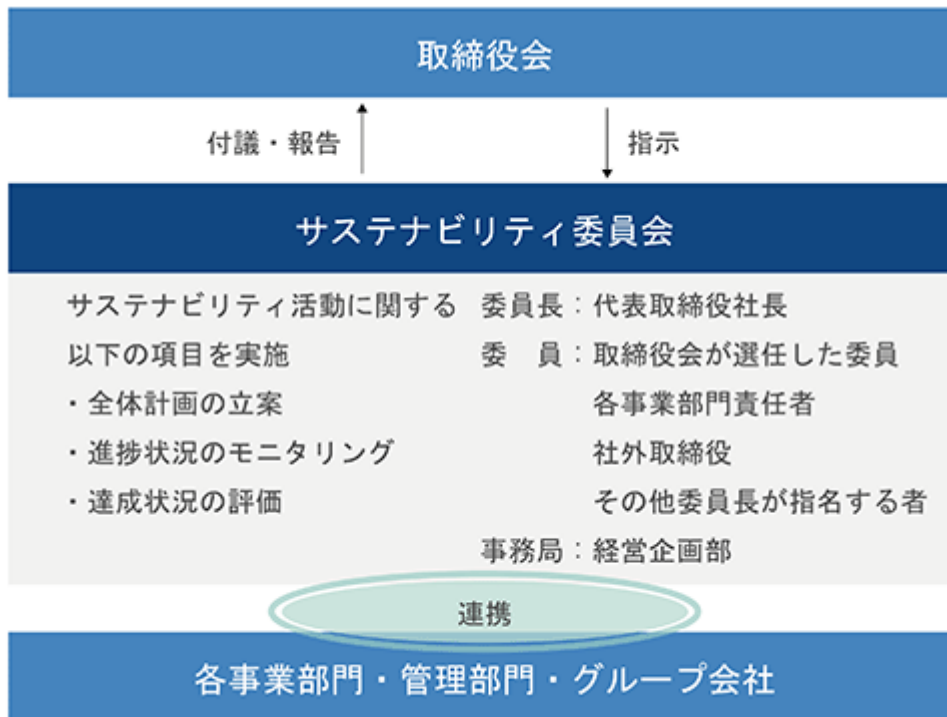 取締役会
付議・報告
指示
サステナビリティ委員会
サステナビリティ活動に関する
以下の項目を実施
・全体計画の立案
・進捗状況のモニタリング
・達成状況の評価
委員長：代表取締役社長
委　員：取締役会が選任した委員
各事業部門責任者
社外取締役
その他委員長が指名する者
事務局：経営企画部
連携
各事業部門・管理部門・グループ会社